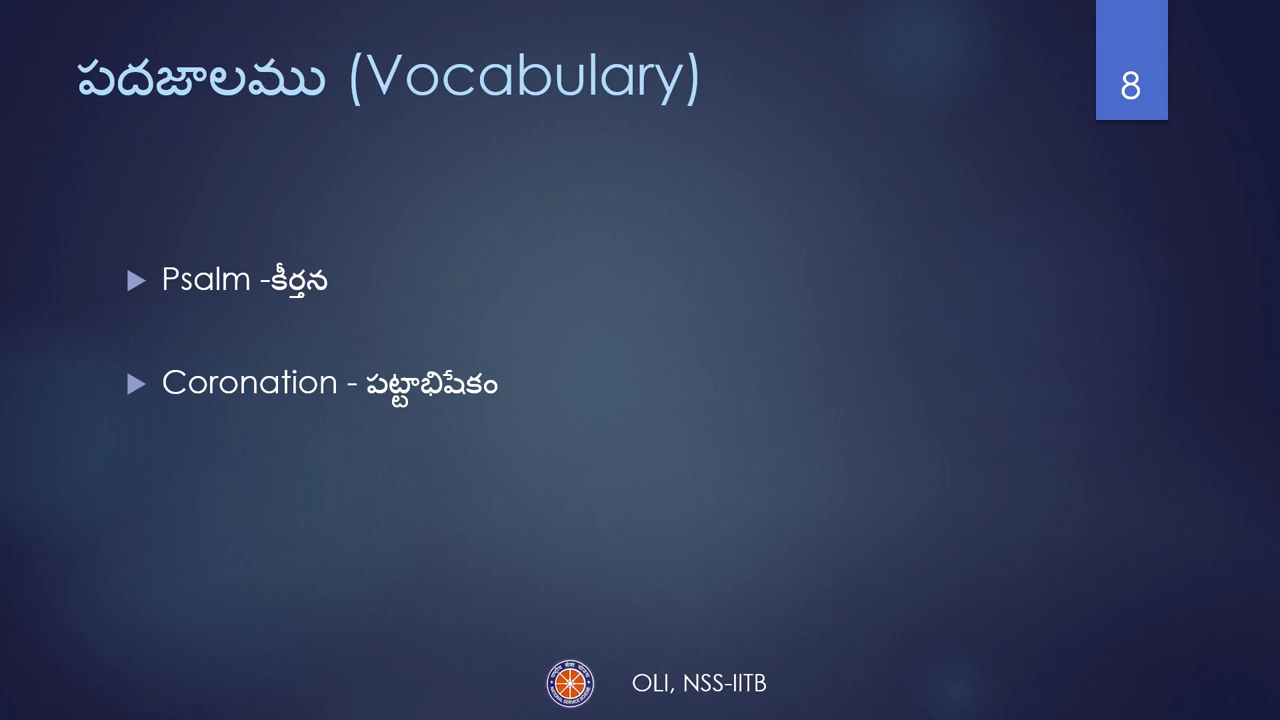 పదజాలము (Vocabulary)
8
Psalm -కీర్తన
Coronation - పట్టాభిషేకం
OLI, NSS-IITB